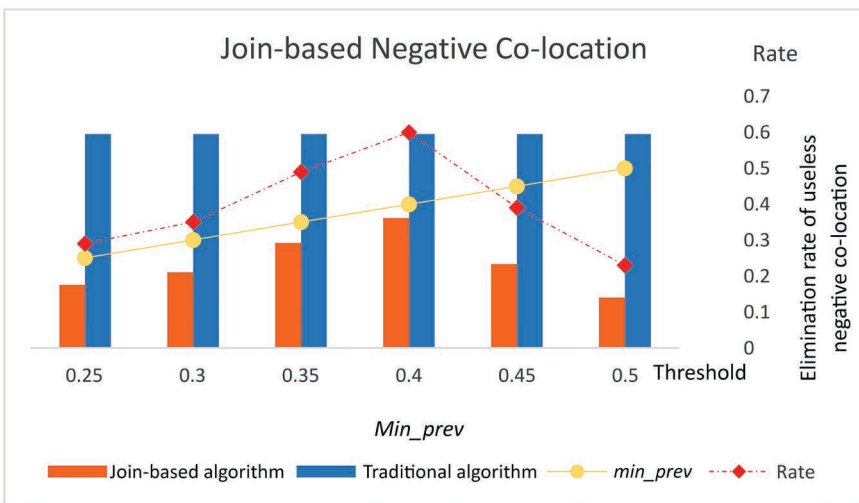 Join-based Negative Co-location
Rate
0.7
0.6
0.5
0.4
0.3
0.2
0.1
0
Elimination rate of useless
negative co-location
0.25 0.3 0.35 0.4 0.45 0.5 Threshold
Min_prev
Join-based algorithm Traditional algorithm min_prev Rate